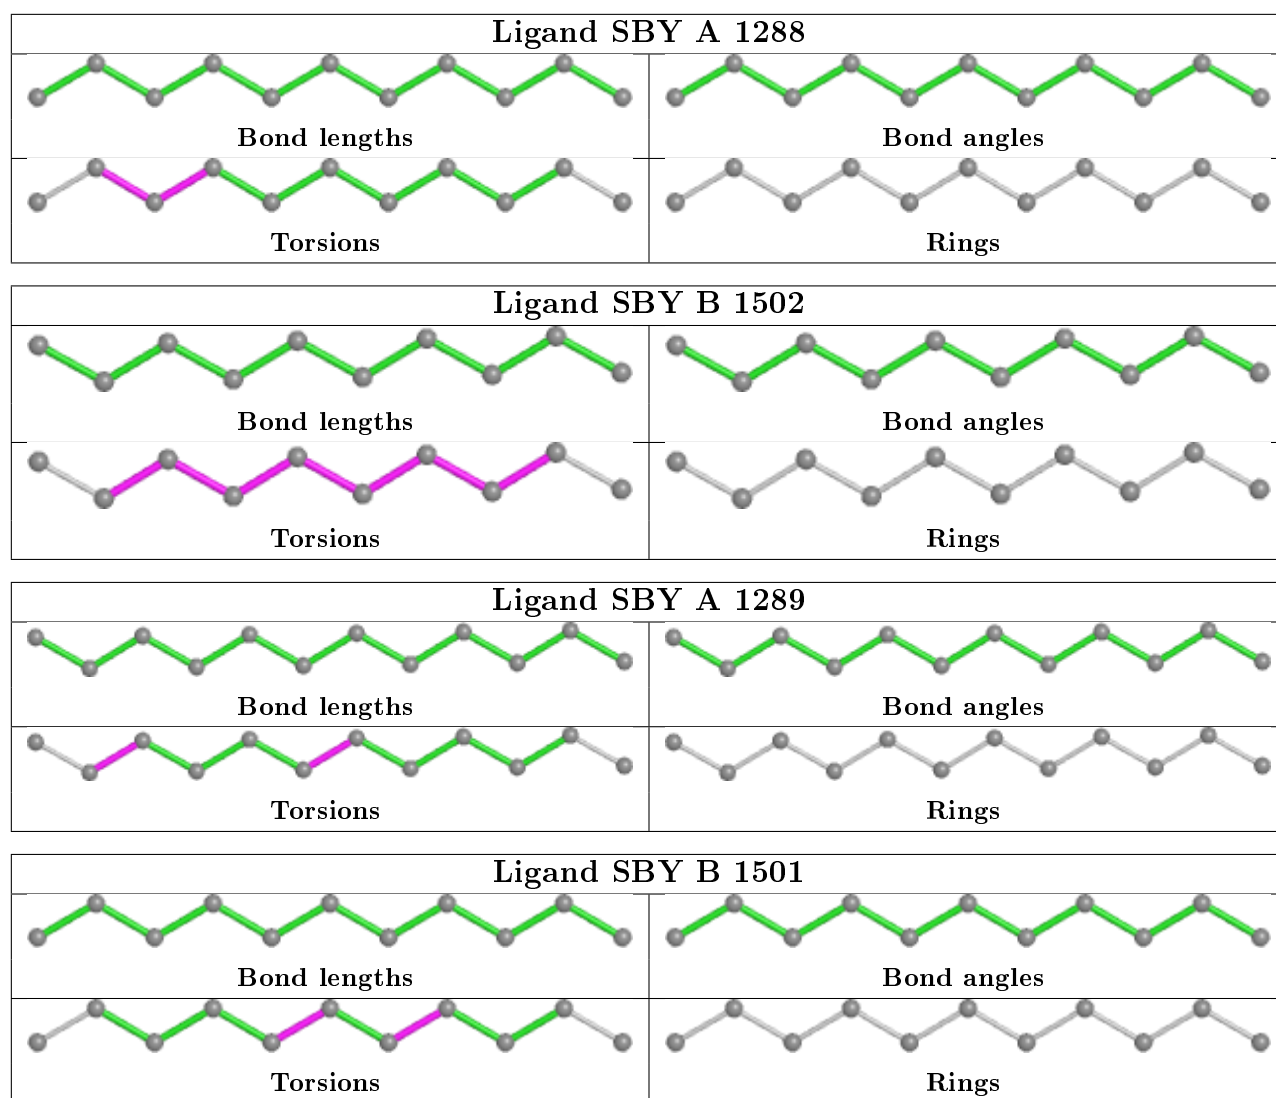 Ligand SBY A 1288
Bond lengths
Bond angles
Torsions
Rings
Ligand SBY B 1502
Bond lengths
Bond angles
Torsions
Rings
Ligand SBY A 1289
Bond lengths
Bond angles
Torsions
Rings
Ligand SBY B 1501
Bond lengths
Bond angles
Torsions
Rings